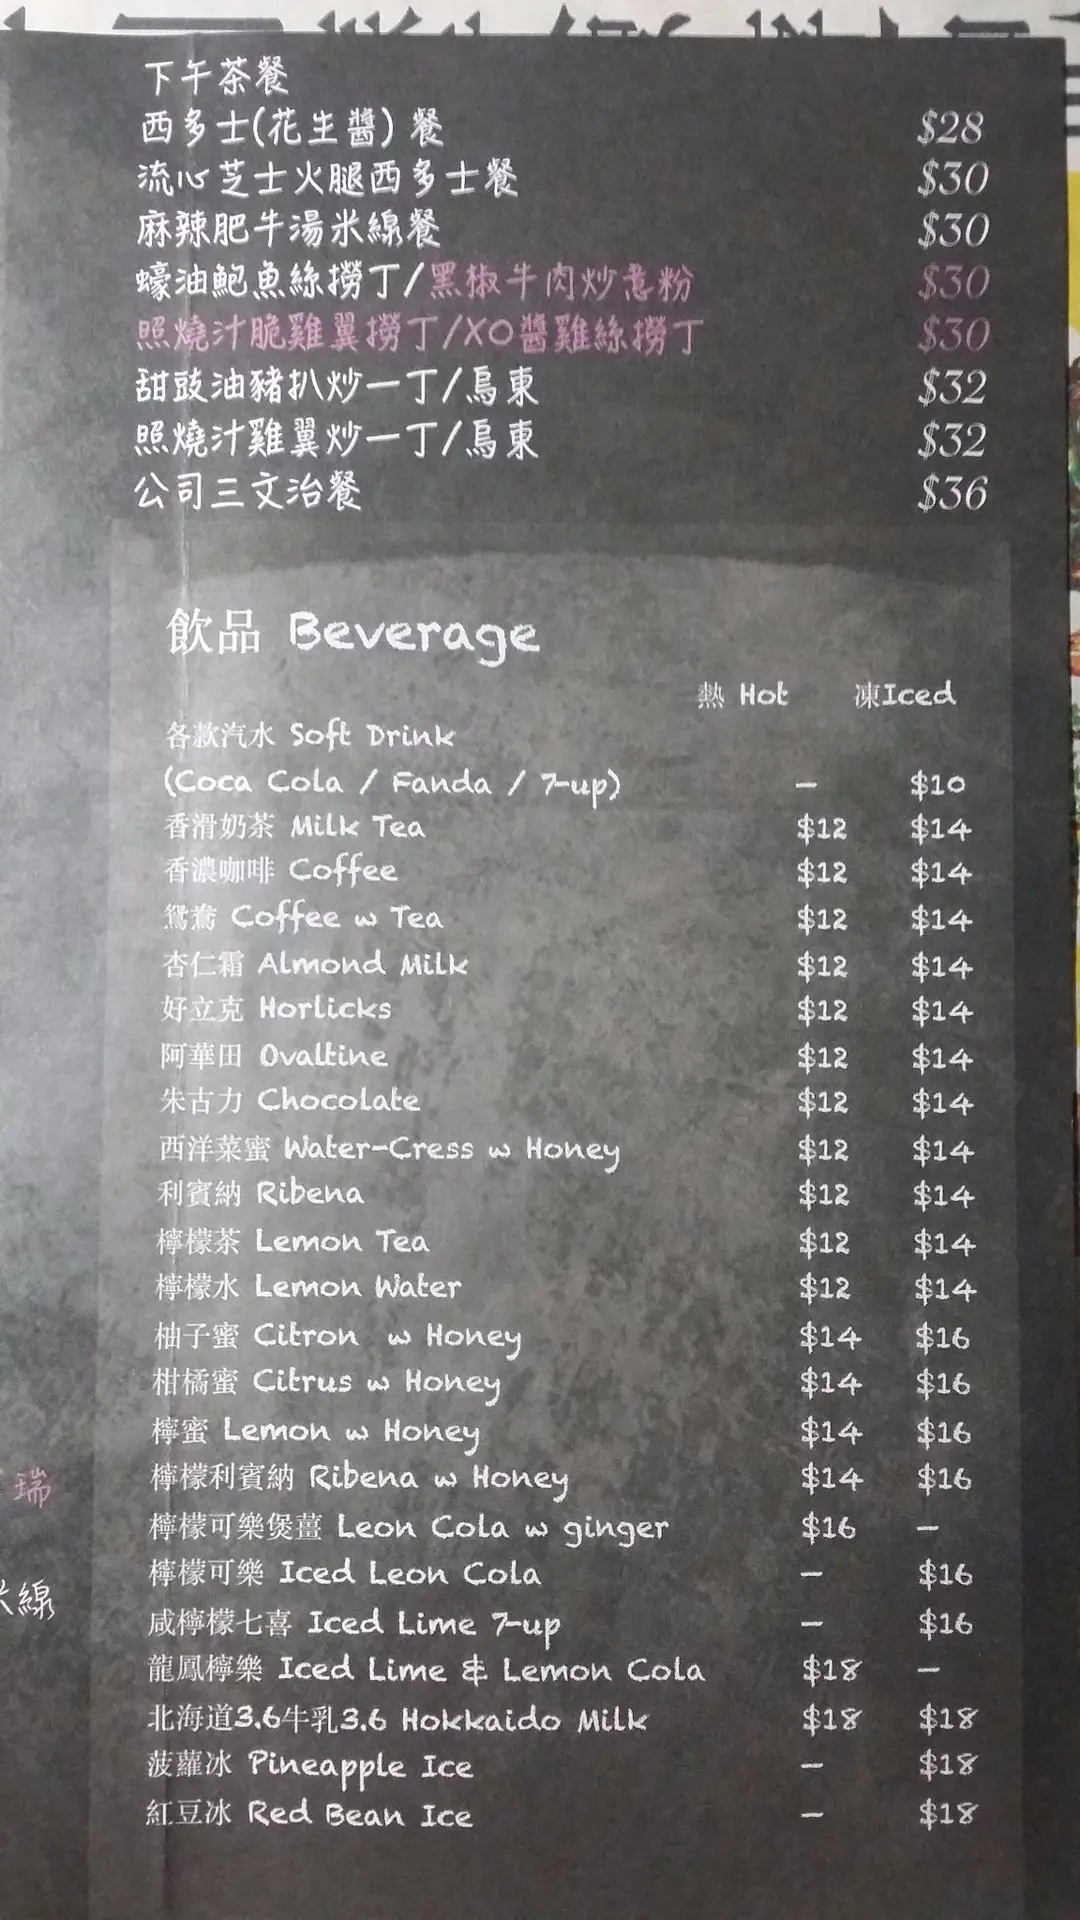 下午茶餐
西多士(花生醬)餐 $28
流心芝士火腿西多士餐 $30
麻辣肥牛湯米線餐 $30
蠔油鮑魚絲撈丁/黑椒牛肉炒意粉 $30
照燒汁脆雞翼撈丁/XO醬雞絲撈丁 $30
甜豉油豬扒炒一丁/烏東 $32
照燒汁雞翼炒一丁/烏東 $32
公司三文治餐 $36
飲品 Beverage
熱 Hot 凍Iced
各款汽水 Soft Drink
(Coca Cola / Fanda / 7-up) – $10
香滑奶茶 Milk Tea $12 $14
香濃咖啡 Coffee $12 $14
鴛鴦 Coffee w Tea $12 $14
杏仁霜 Almond Milk $12 $14
好立克 Horlicks $12 $14
阿華田 Ovaltine $12 $14
朱古力 Chocolate $12 $14
西洋菜蜜 Water-Cress w Honey $12 $14
利賓納 Ribena $12 $14
檸檬茶 Lemon Tea $12 $14
檸檬水 Lemon Water $12 $14
柚子蜜 Citron w Honey $14 $16
柑橘蜜 Citrus w Honey $14 $16
檸蜜 Lemon w Honey $14 $16
檸檬利賓納 Ribena w Honey $14 $16
檸檬可樂煲薑 Leon Cola w ginger $16 –
檸檬可樂 Iced Leon Cola – $16
咸檸檬七喜 Iced Lime 7-up – $16
龍鳳檸樂 Iced Lime & Lemon Cola $18 –
北海道3.6牛乳3.6 Hokkaido Milk $18 $18
菠蘿冰 Pineapple Ice – $18
紅豆冰 Red Bean Ice – $18
瑞
線